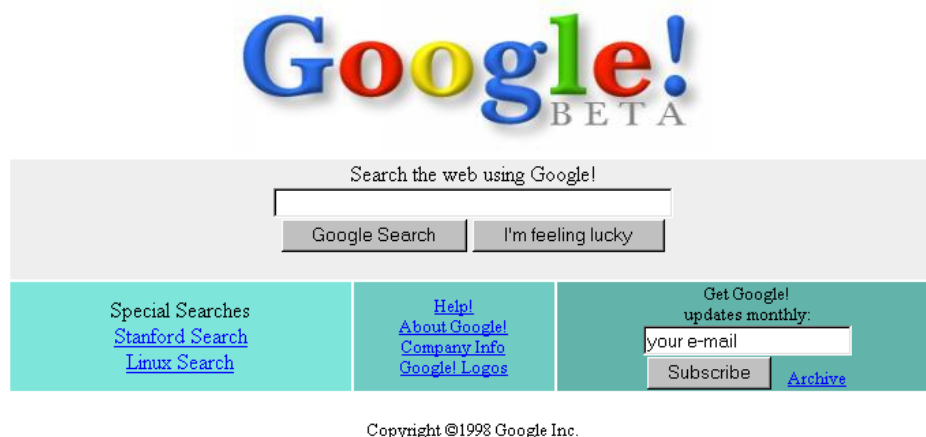 Google!
BETA
Search the web using Google!
Google Search
I'm feeling lucky
Special Searches
Stanford Search
Linux Search
Help!
About Google!
Company Info
Google! Logos
Get Google!
updates monthly:
your e-mail
Subscribe
Archive
Copyright ©1998 Google Inc.